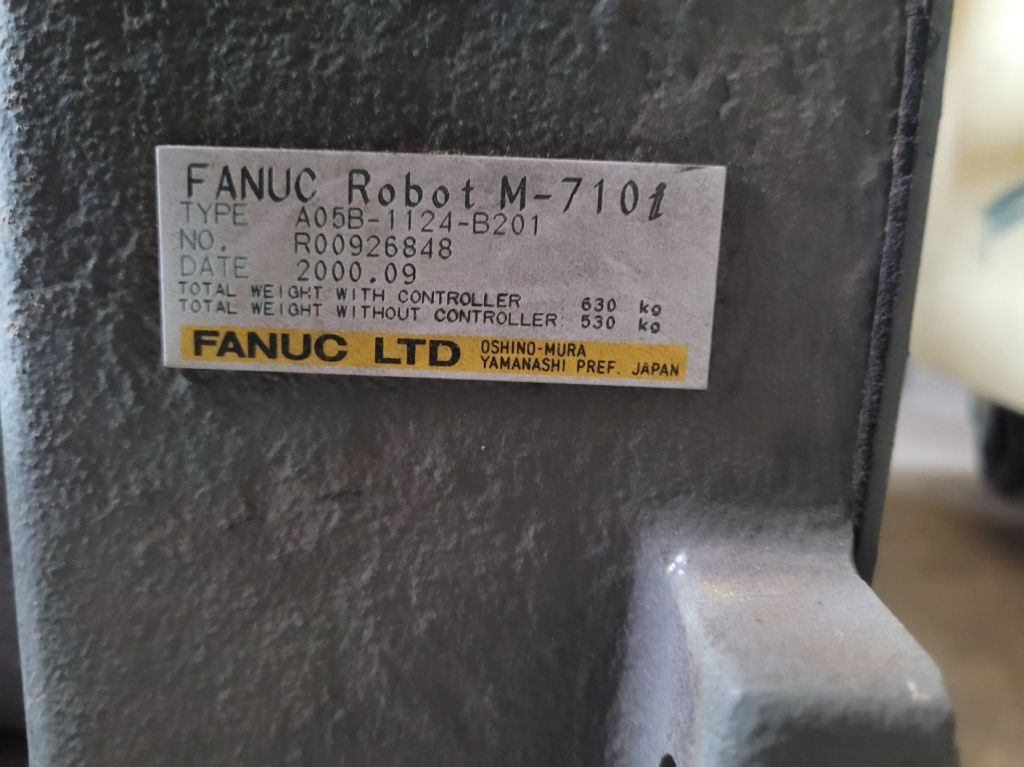 FANUC Robot M-710i
TYPE A05B-1124-B201
NO. R00926848
DATE 2000.09
TOTAL WEIGHT WITH CONTROLLER : 630 kg
TOTAL WEIGHT WITHOUT CONTROLLER: 530 kg
FANUC LTD OSHINO-MURA
YAMANASHI PREF. JAPAN